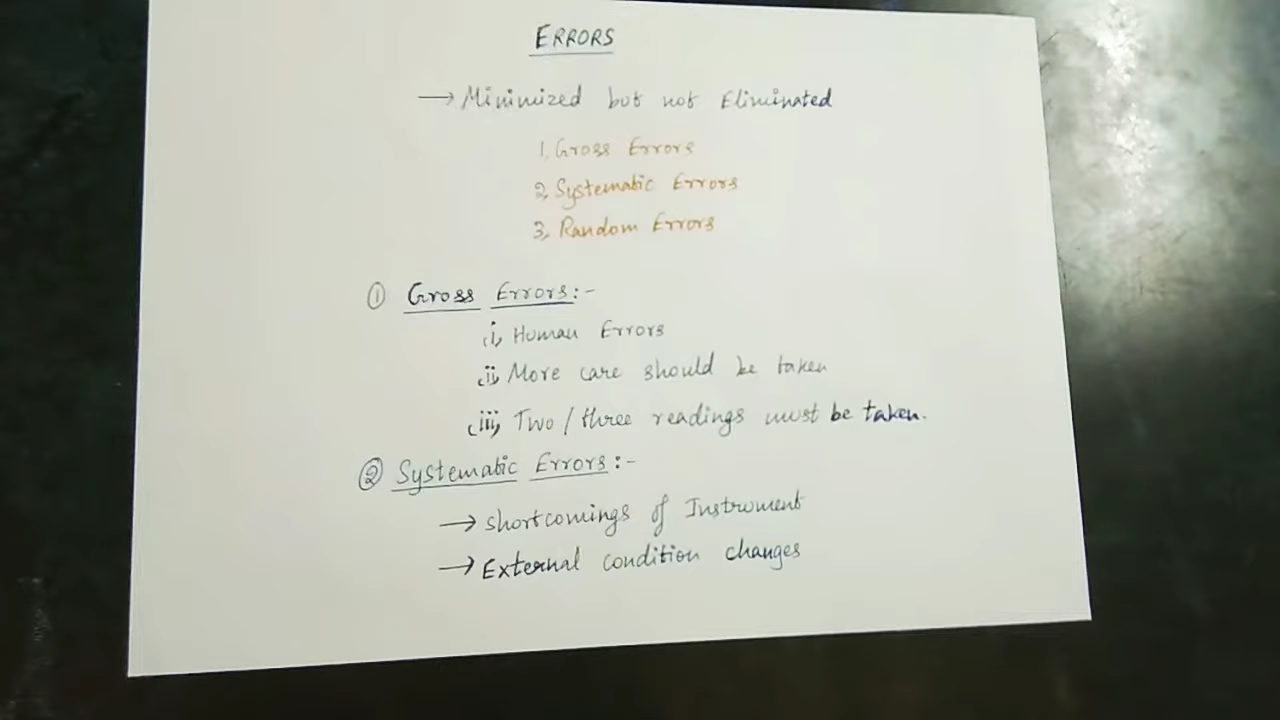 ERRORS
→ Minimized but not Eliminated
1, Gross Errors
2, Systematic Errors
3, Random Errors
① Gross Errors:-
(i, Human Errors
(ii, More care should be taken
(iii, Two / three readings must be taken.
② Systematic Errors:-
→ Shortcomings of Instrument
→ External condition changes